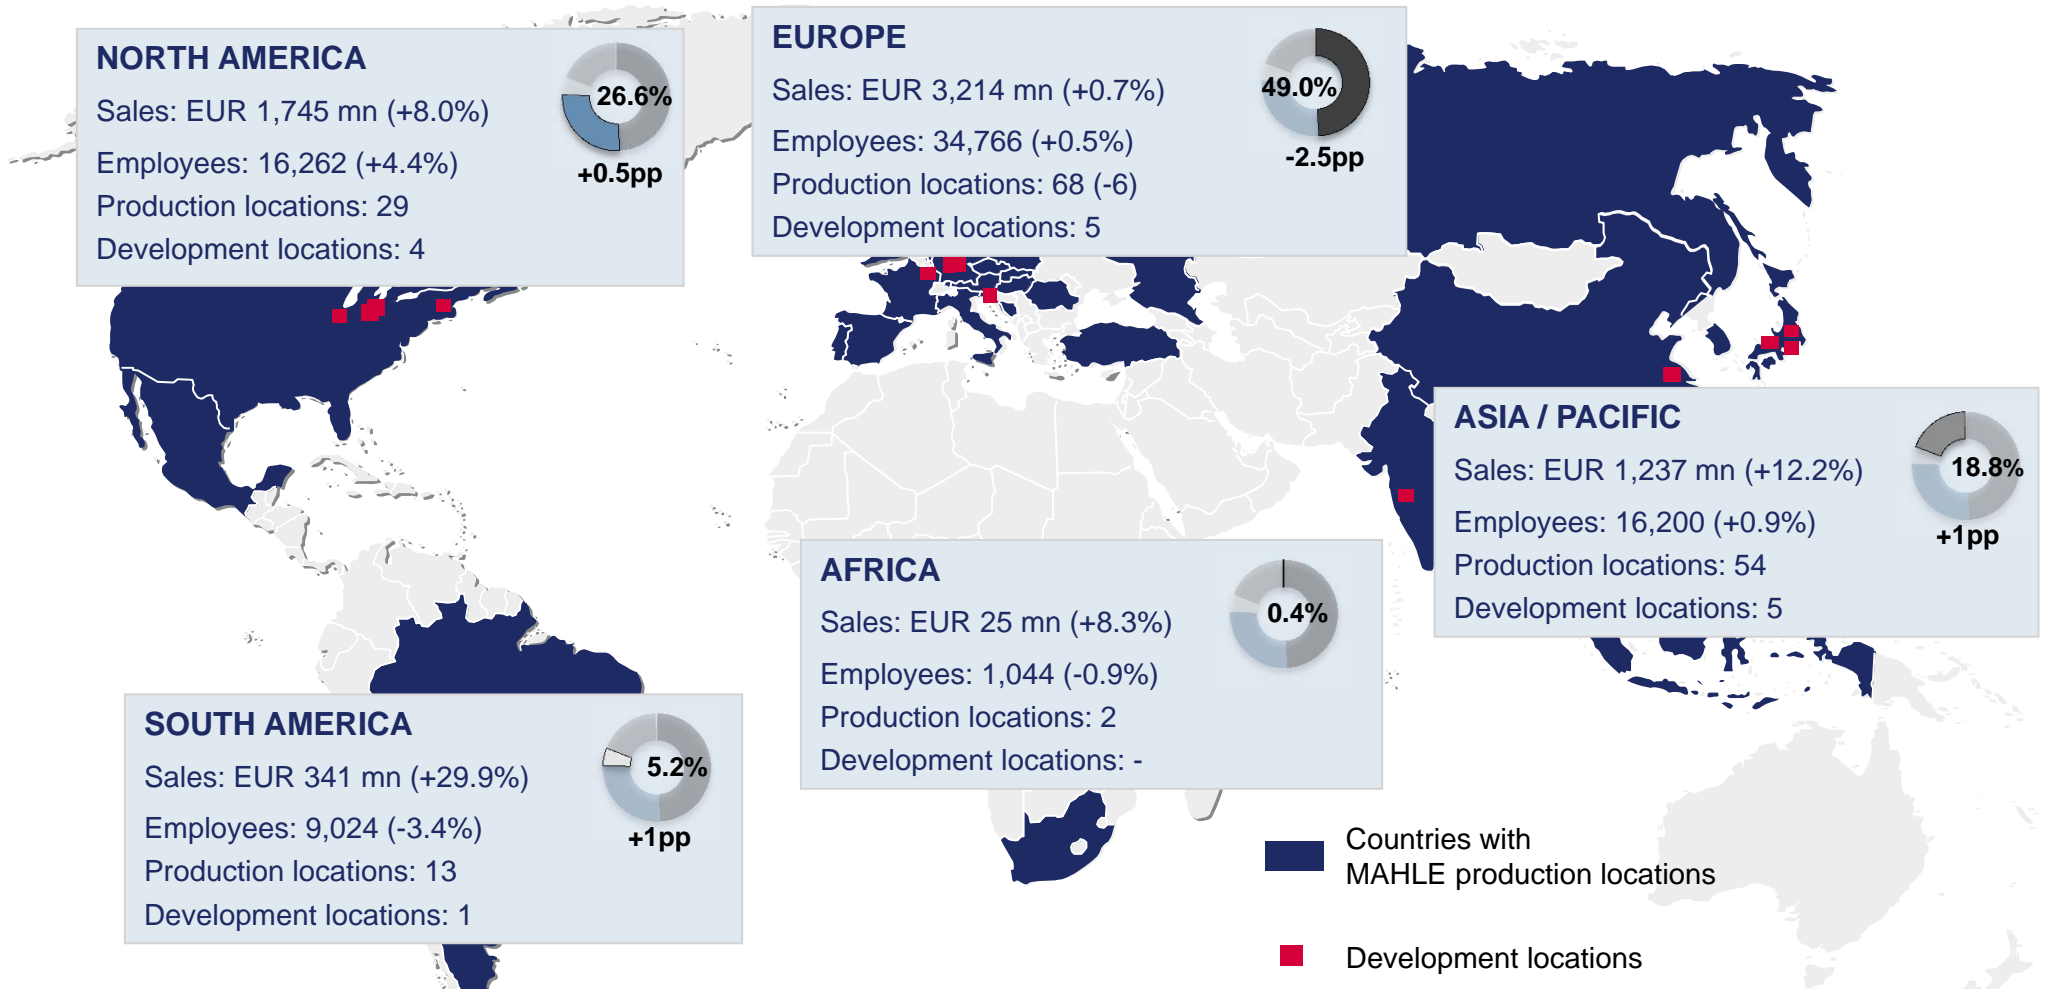 NORTH AMERICA
Sales: EUR 1,745 mn (+8.0%)
Employees: 16,262 (+4.4%)
Production locations: 29
Development locations: 4
26.6%
+0.5pp
EUROPE
Sales: EUR 3,214 mn (+0.7%)
Employees: 34,766 (+0.5%)
Production locations: 68 (-6)
Development locations: 5
49.0%
-2.5pp
ASIA / PACIFIC
Sales: EUR 1,237 mn (+12.2%)
Employees: 16,200 (+0.9%)
Production locations: 54
Development locations: 5
18.8%
+1pp
AFRICA
Sales: EUR 25 mn (+8.3%)
Employees: 1,044 (-0.9%)
Production locations: 2
Development locations: -
0.4%
SOUTH AMERICA
Sales: EUR 341 mn (+29.9%)
Employees: 9,024 (-3.4%)
Production locations: 13
Development locations: 1
5.2%
+1pp
Countries with
MAHLE production locations
Development locations